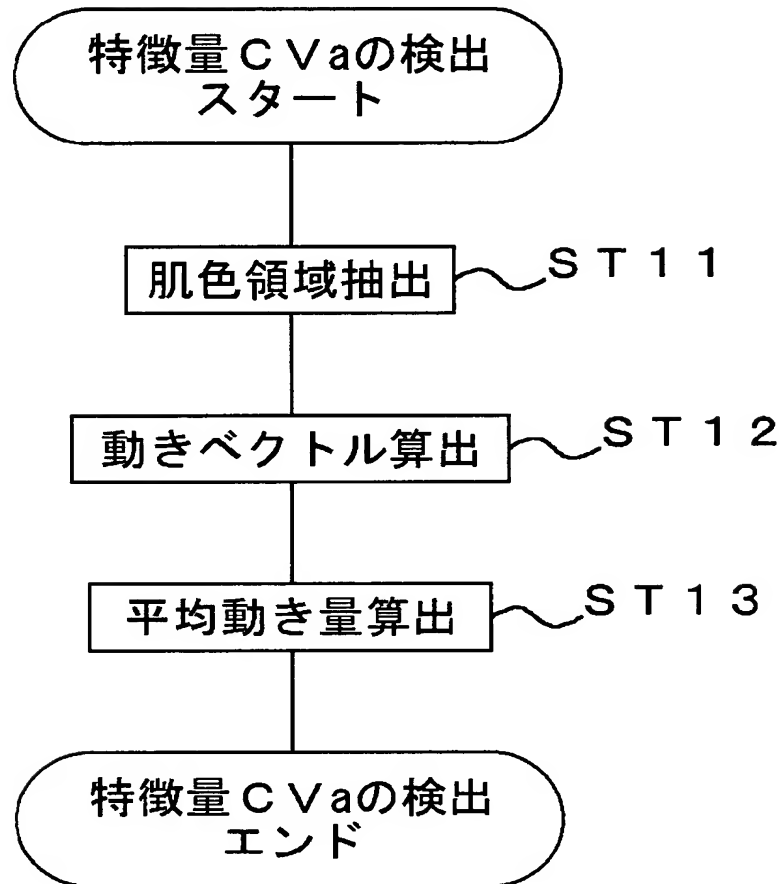 特徴量ＣＶaの検出
スタート
肌色領域抽出
ＳＴ１１
動きベクトル算出
ＳＴ１２
平均動き量算出
ＳＴ１３
特徴量ＣＶaの検出
エンド